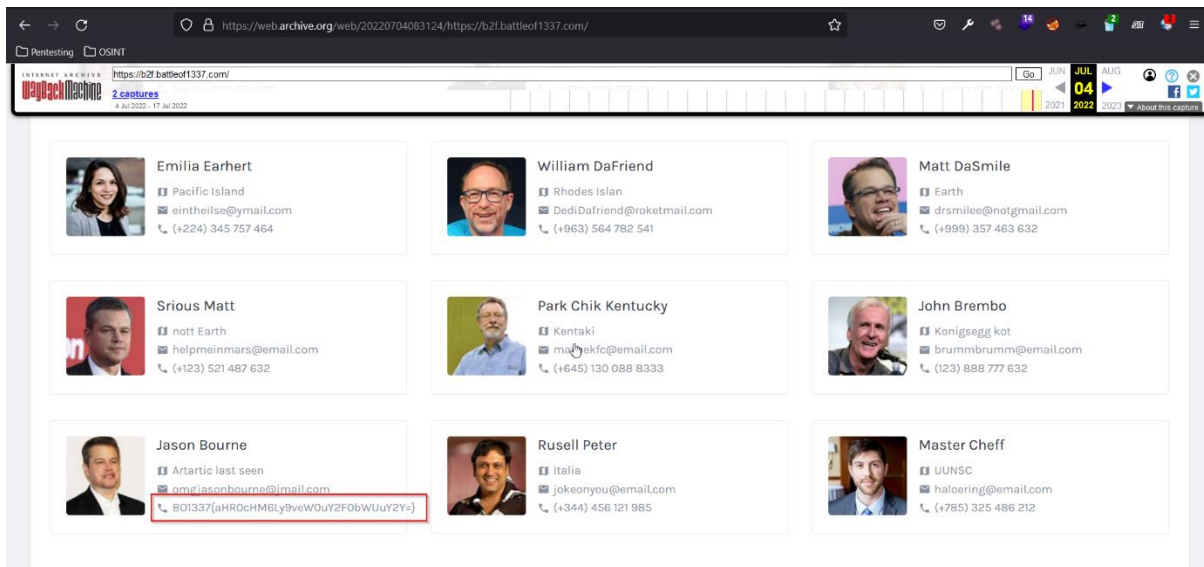 https://web.archive.org/web/20220704083124/https://b2f.battleof1337.com/
14
2
Pentesting OSINT
INTERNET ARCHIVE
WayBackMachine
https://b2f.battleof1337.com/
Go
JUN JUL AUG
2 captures
04
4 Jul 2022 - 17 Jul 2022
2021 2022 2023
About this capture
Emilia Earhert
Pacific Island
eintheilse@ymail.com
(+224) 345 757 464
William DaFriend
Rhodes Islan
DediDafriend@roketmail.com
(+963) 564 782 541
Matt DaSmile
Earth
drsmilee@notgmail.com
(+999) 357 463 632
Srious Matt
nott Earth
helpmeinmars@email.com
(+123) 521 487 632
Park Chik Kentucky
Kentaki
(+645) 130 088 8333
John Brembo
Konigsegg kot
brummbrumm@email.com
(123) 888 777 632
Jason Bourne
Artartic last seen
omgjasonbourne@jmail.com
BO1337{aHR0cHM6Ly9veW0uY2F0bWUuY2Y=}
Rusell Peter
Italia
jokeonyou@email.com
(+344) 456 121 985
Master Cheff
UUNSC
haloering@email.com
(+785) 325 486 212